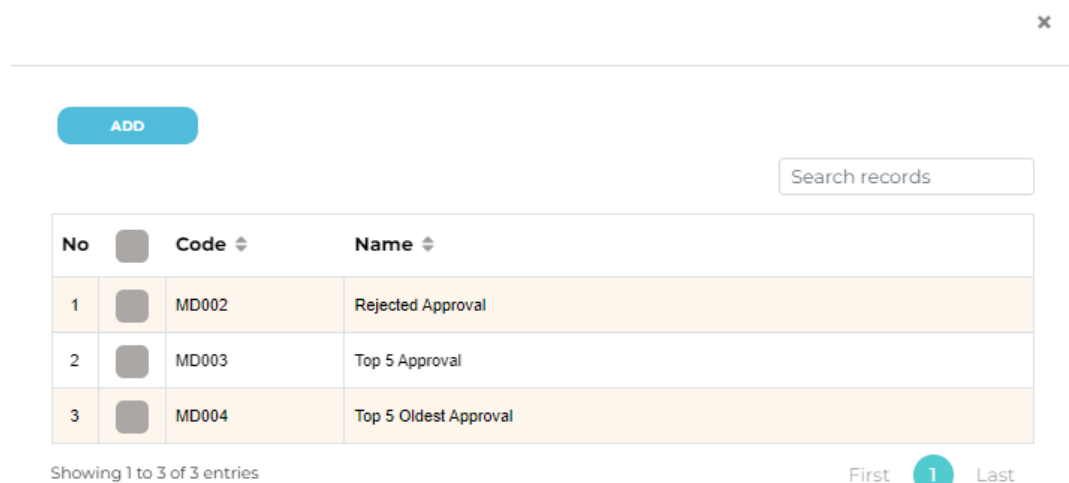 ×
ADD
Search records
No Code Name
1 MD002 Rejected Approval
2 MD003 Top 5 Approval
3 MD004 Top 5 Oldest Approval
Showing 1 to 3 of 3 entries First 1 Last